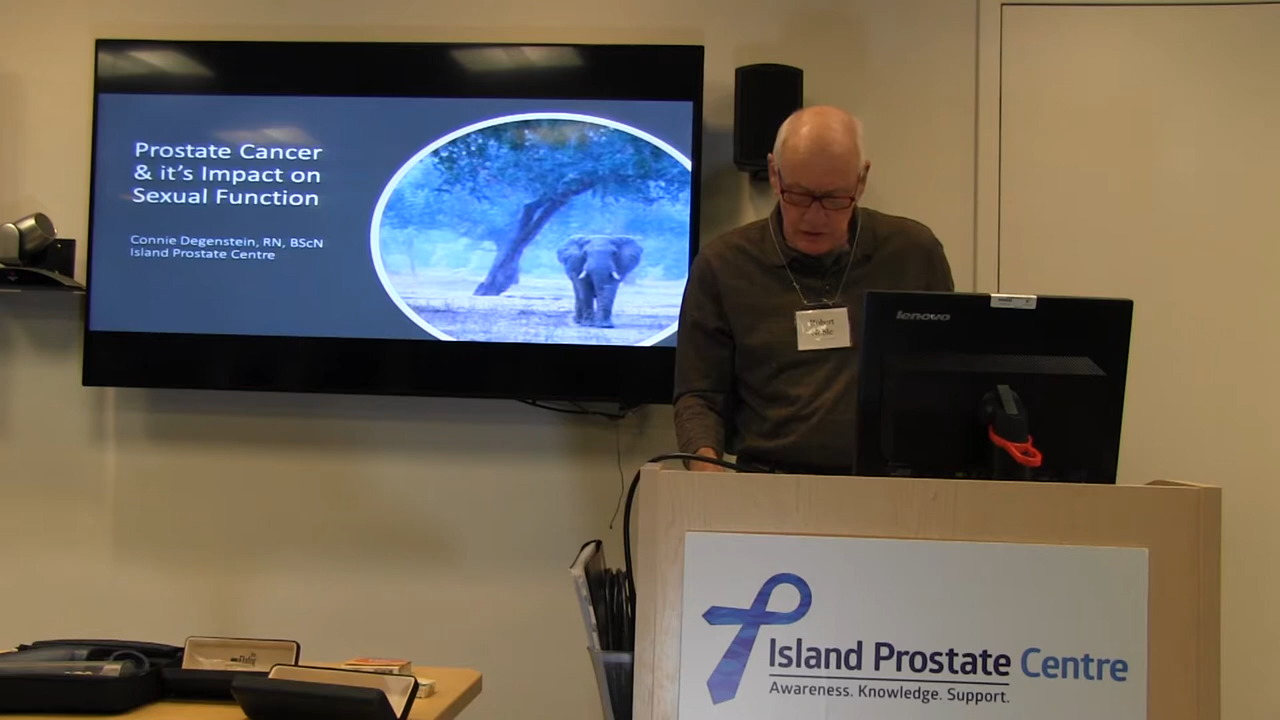 Prostate Cancer
& it's Impact on
Sexual Function
Connie Degenstein, RN, BScN
Island Prostate Centre
Robert
lenovo
Island Prostate Centre
Awareness. Knowledge. Support.